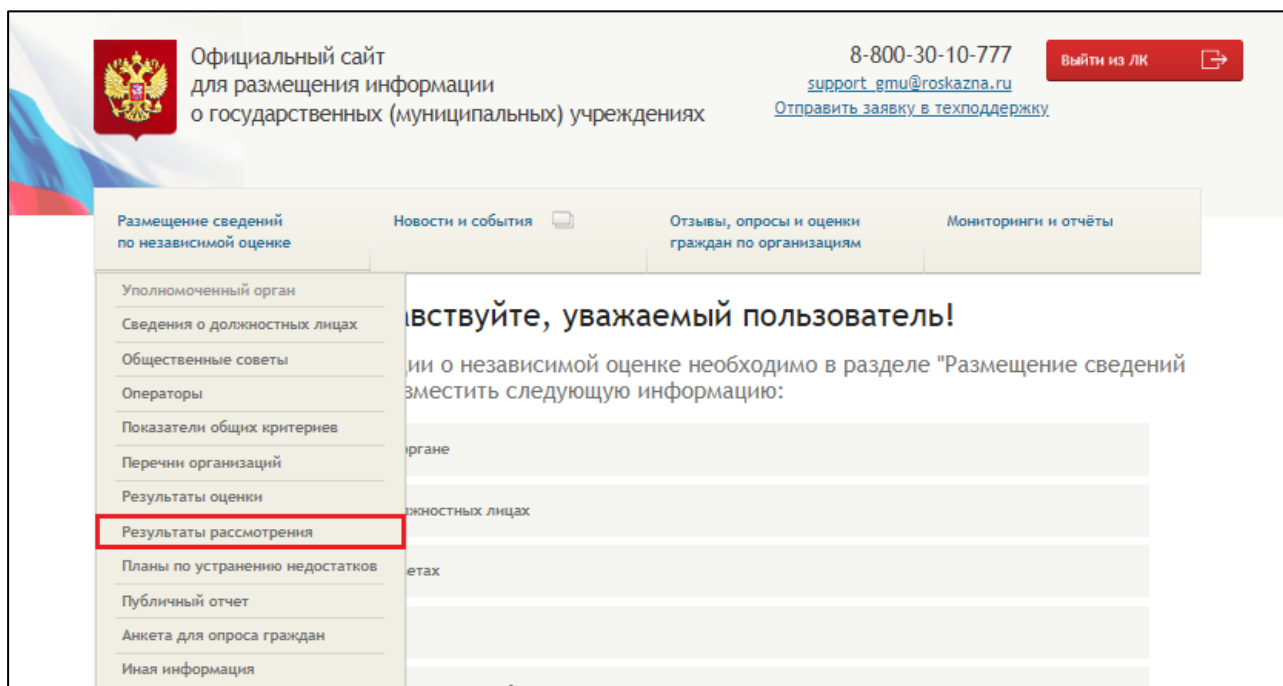 Официальный сайт
для размещения информации
о государственных (муниципальных) учреждениях
8-800-30-10-777
support_gmu@roskazna.ru
Отправить заявку в техподдержку
Выйти из ЛК
Размещение сведений
по независимой оценке
Новости и события
Отзывы, опросы и оценки
граждан по организациям
Мониторинги и отчёты
Уполномоченный орган
Сведения о должностных лицах
Общественные советы
Операторы
Показатели общих критериев
Перечни организаций
Результаты оценки
Результаты рассмотрения
Планы по устранению недостатков
Публичный отчет
Анкета для опроса граждан
Иная информация
авствуйте, уважаемый пользователь!
ии о независимой оценке необходимо в разделе "Размещение сведений
зместить следующую информацию:
органе
жностных лицах
етах